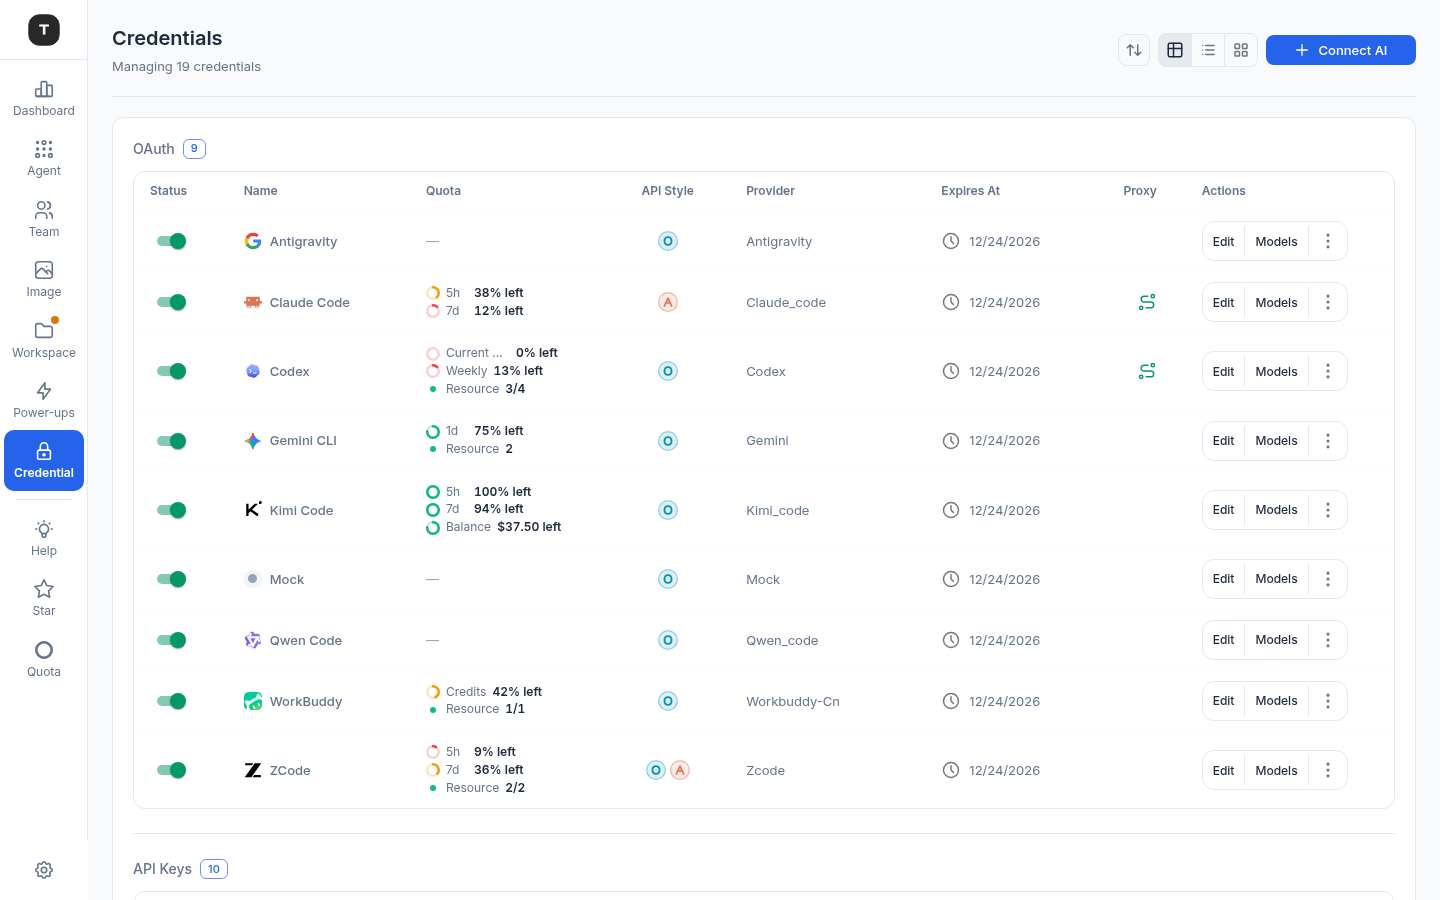 T
Dashboard
Agent
Team
Image
Workspace
Power-ups
Credential
Help
Star
Quota
Credentials
Managing 19 credentials
Connect AI
OAuth 9
Status Name Quota API Style Provider Expires At Proxy Actions
Antigravity — O Antigravity 12/24/2026 Edit Models
Claude Code 5h 38% left 7d 12% left A Claude_code 12/24/2026 Edit Models
Codex Current ... 0% left Weekly 13% left Resource 3/4 O Codex 12/24/2026 Edit Models
Gemini CLI 1d 75% left Resource 2 O Gemini 12/24/2026 Edit Models
Kimi Code 5h 100% left 7d 94% left Balance $37.50 left O Kimi_code 12/24/2026 Edit Models
Mock — O Mock 12/24/2026 Edit Models
Qwen Code — O Qwen_code 12/24/2026 Edit Models
WorkBuddy Credits 42% left Resource 1/1 O Workbuddy-Cn 12/24/2026 Edit Models
ZCode 5h 9% left 7d 36% left Resource 2/2 O A Zcode 12/24/2026 Edit Models
API Keys 10